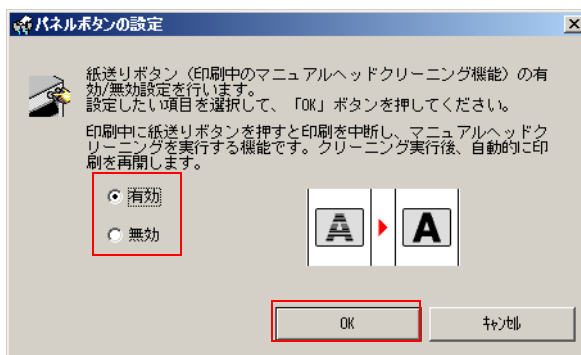 パネルボタンの設定
紙送りボタン（印刷中のマニュアルヘッドクリーニング機能）の有
効/無効設定を行います。
設定したい項目を選択して、「OK」ボタンを押してください。
印刷中に紙送りボタンを押すと印刷を中断し、マニュアルヘッドク
リーニングを実行する機能です。クリーニング実行後、自動的に印
刷を再開します。
有効
無効
A A
OK
ｷｬﾝｾﾙ